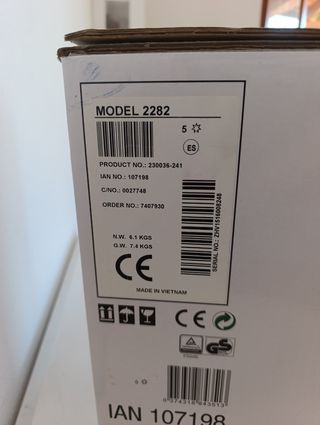 MODEL 2282
5
ES
PRODUCT NO.: 230036-241
IAN NO.: 107198
C/NO.: 0027748
ORDER NO.: 7407930
N.W. 6.1 KGS
G.W. 7.4 KGS
CE
MADE IN VIETNAM
SERIAL NO.: ZHV1516008248
CE
GS
IAN 107198